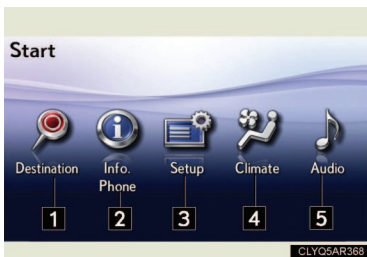 Start
Destination
Info.
Phone
Setup
Climate
Audio
1
2
3
4
5
CLYQ5AR368